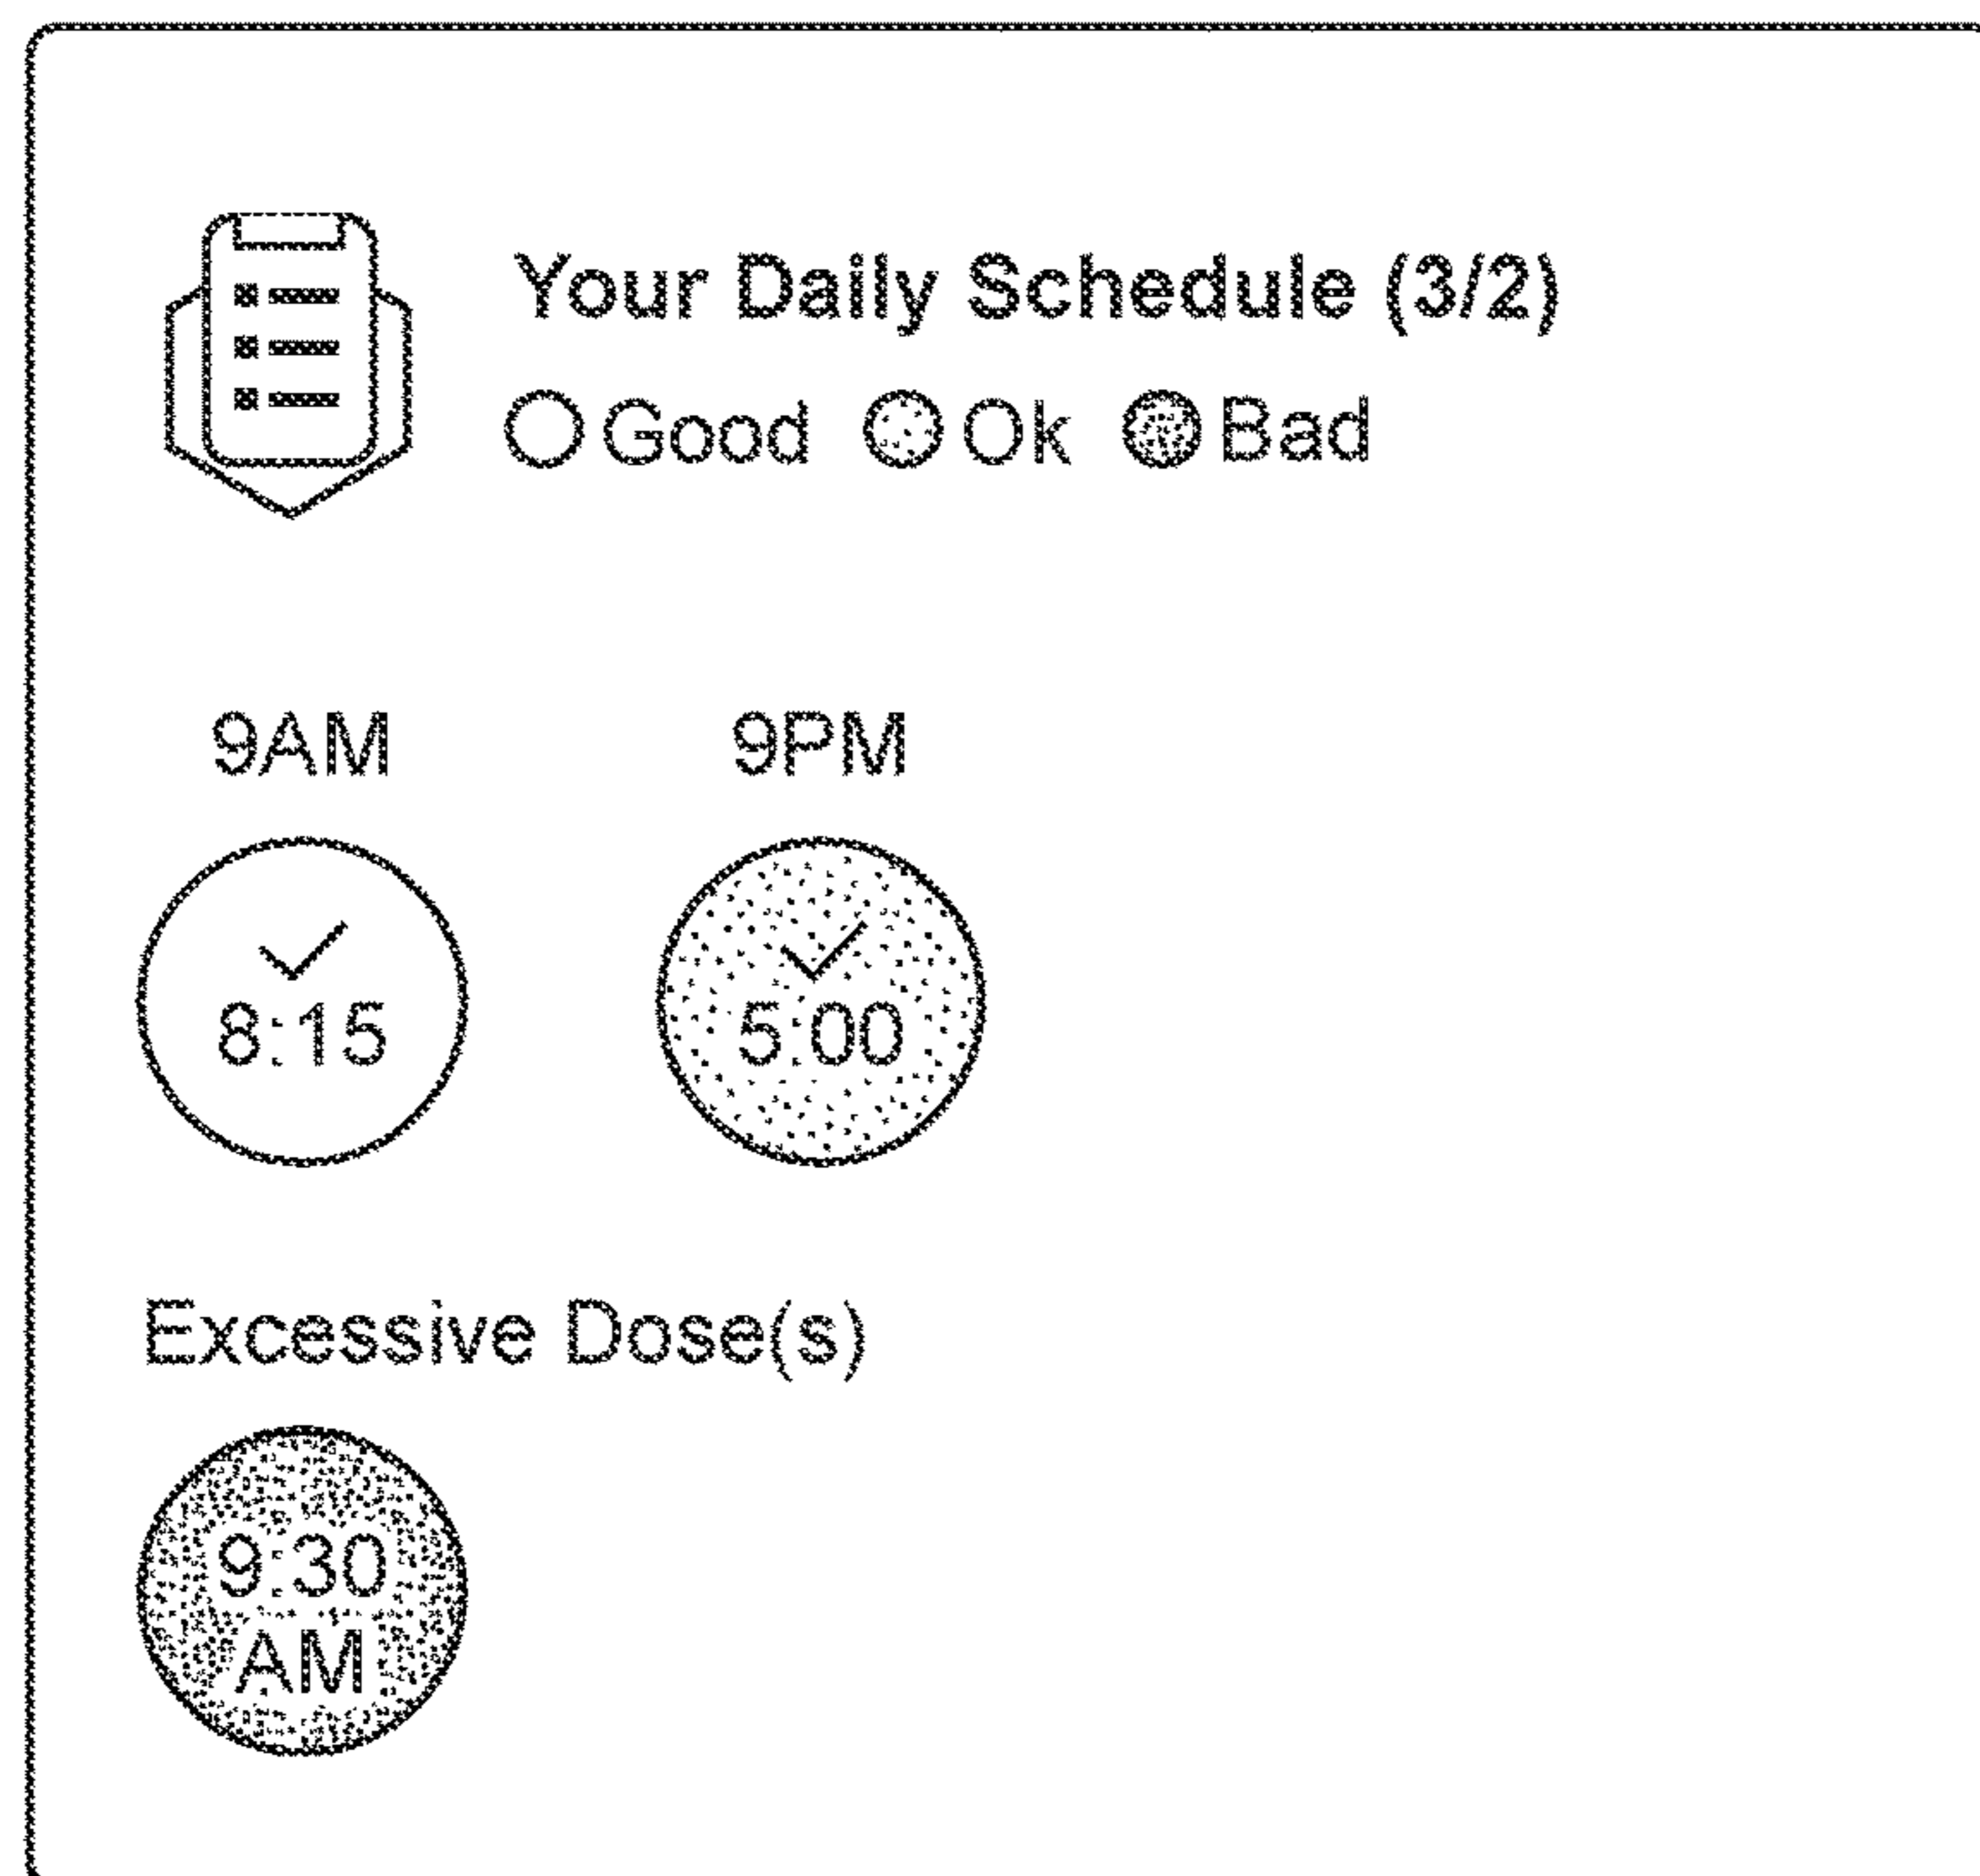 Your Daily Schedule (3/2)
Good Ok Bad
9AM 9PM
8:15 5:00
Excessive Dose(s)
9:30
AM